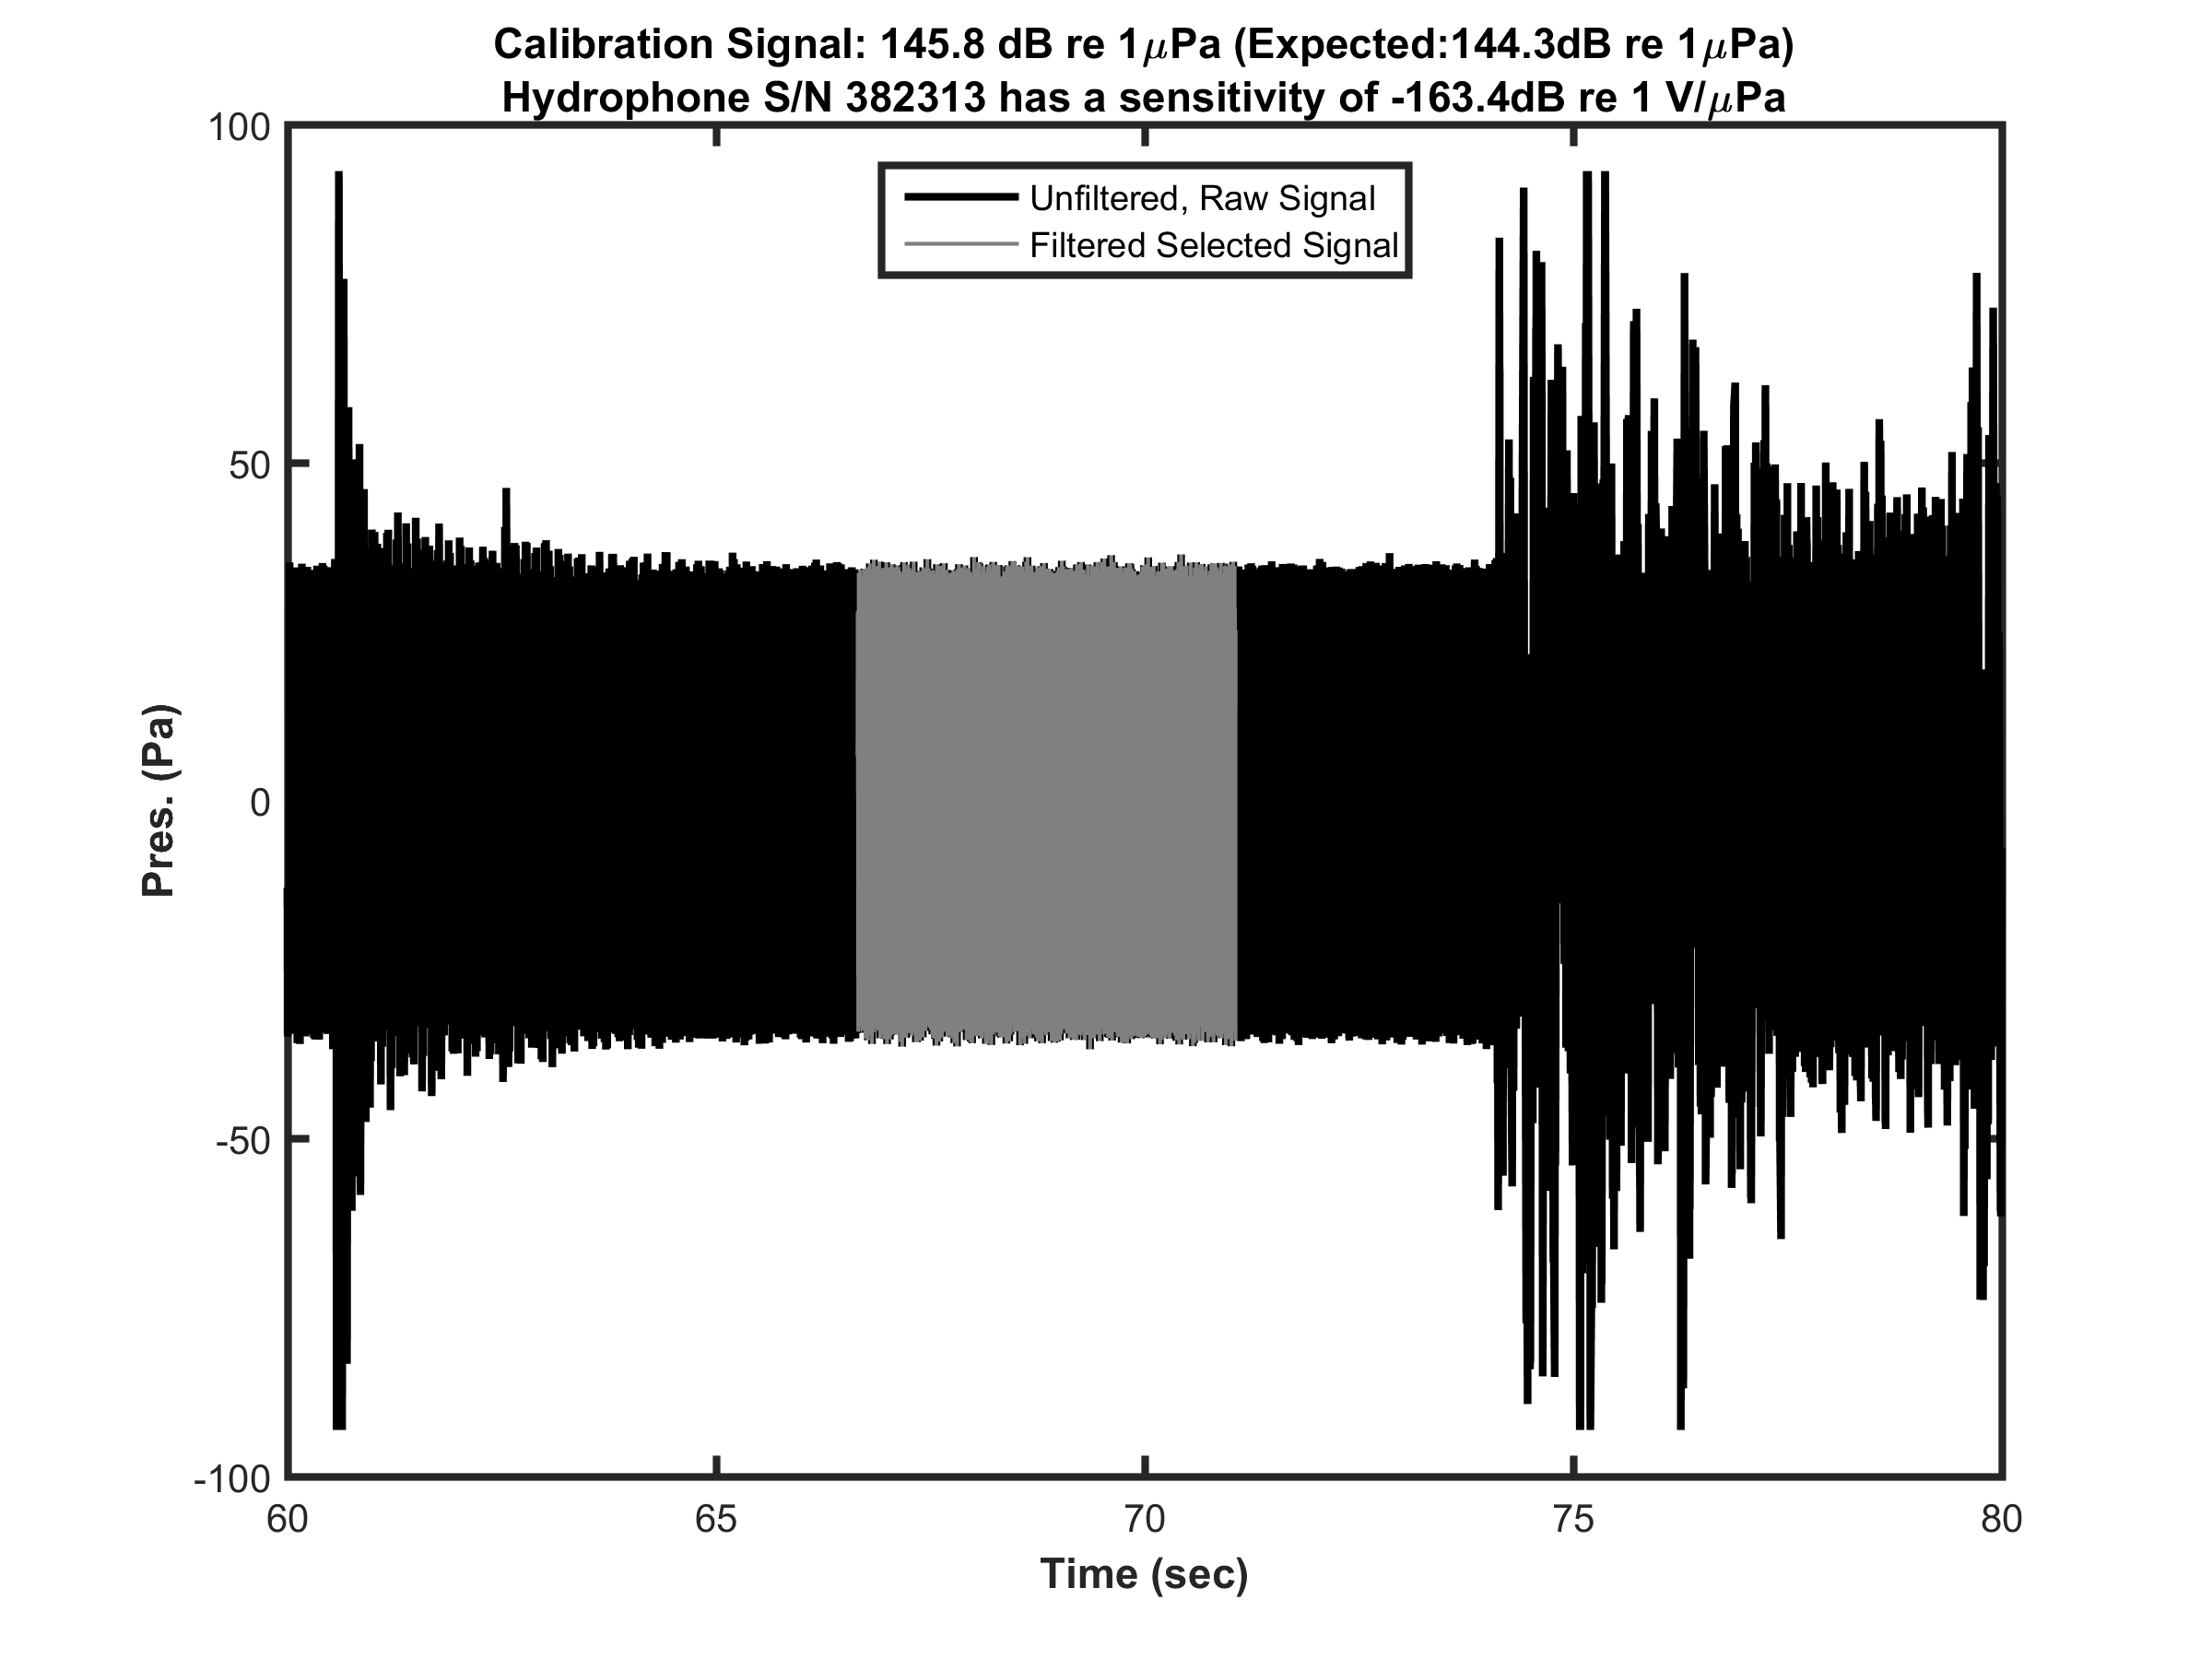 Calibration Signal: 145.8 dB re 1μPa (Expected:144.3dB re 1μPa)
Hydrophone S/N 382313 has a sensitivity of -163.4dB re 1 V/μPa
100
Unfiltered, Raw Signal
Filtered Selected Signal
50
0
Pres. (Pa)
-50
-100
60
65
70
75
80
Time (sec)